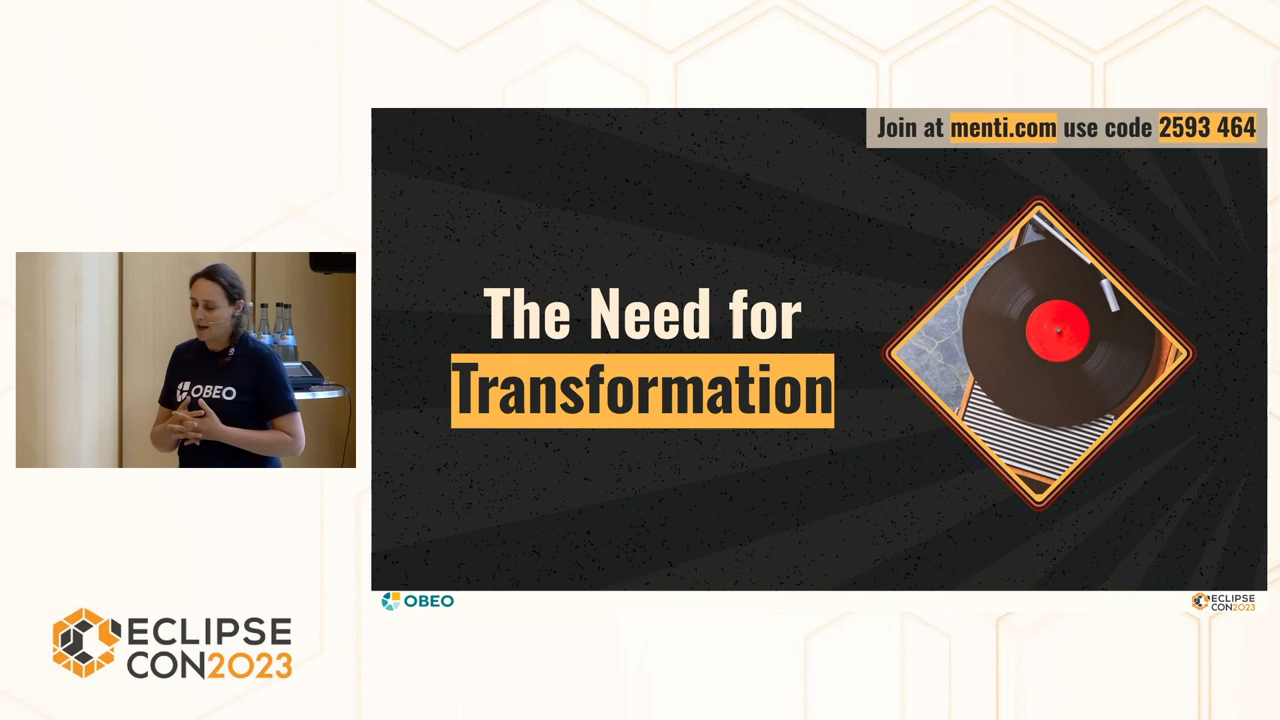 Join at menti.com use code 2593 464
The Need for
Transformation
OBEO
OBEO
ECLIPSE
CON2023
ECLIPSE
CON2023